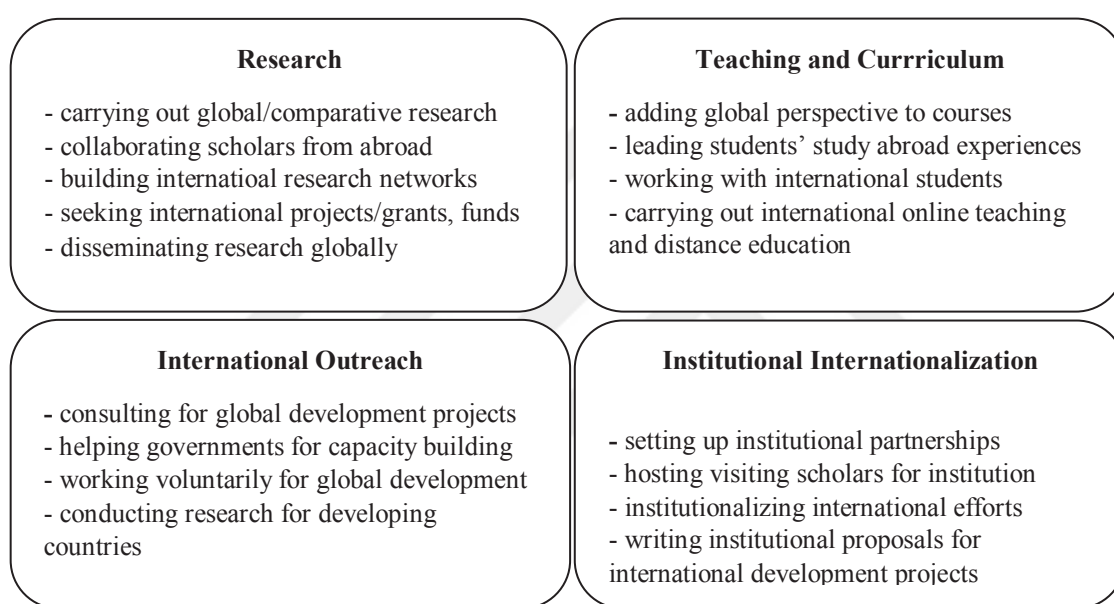 Research
- carrying out global/comparative research
- collaborating scholars from abroad
- building internatioal research networks
- seeking international projects/grants, funds
- disseminating research globally
Teaching and Currriculum
- adding global perspective to courses
- leading students’ study abroad experiences
- working with international students
- carrying out international online teaching
and distance education
International Outreach
- consulting for global development projects
- helping governments for capacity building
- working voluntarily for global development
- conducting research for developing
countries
Institutional Internationalization
- setting up institutional partnerships
- hosting visiting scholars for institution
- institutionalizing international efforts
- writing institutional proposals for
international development projects